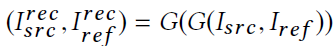 $(I_{src}^{rec}, I_{ref}^{rec}) = G(G(I_{src}, I_{ref}))$